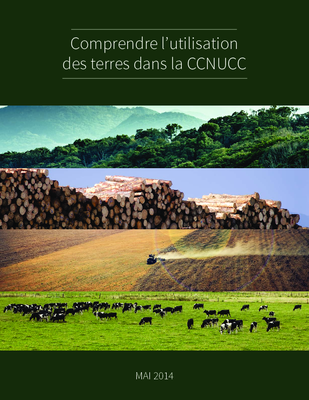 Comprendre l’utilisation
des terres dans la CCNUCC
MAI 2014